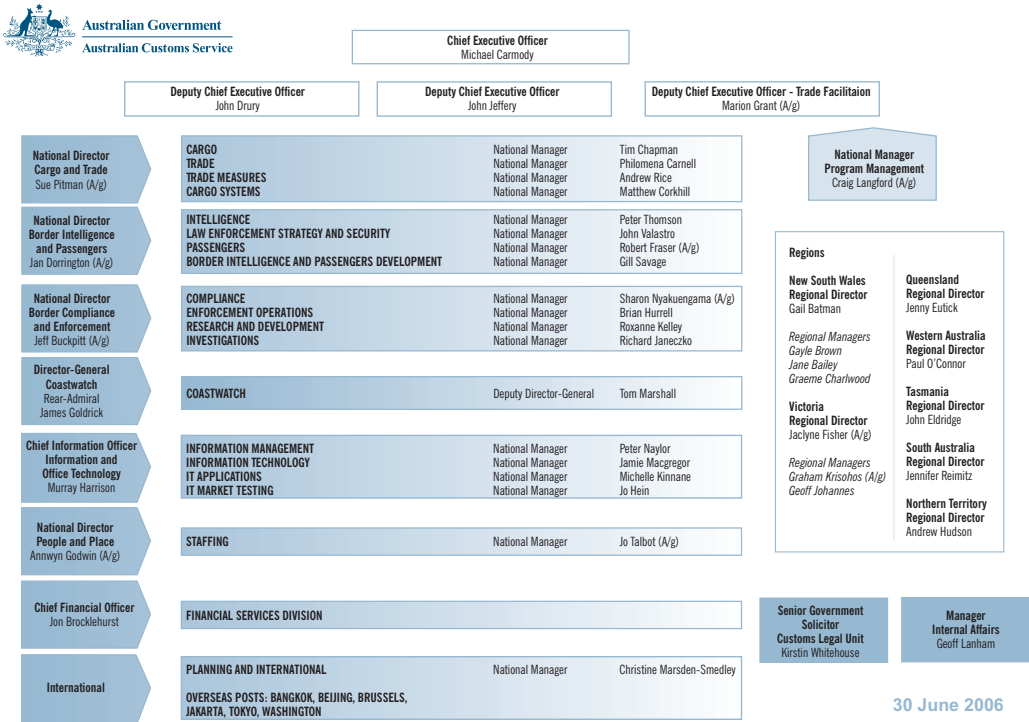 Australian Government
Australian Customs Service
Chief Executive Officer
Michael Carmody
Deputy Chief Executive Officer
John Drury
Deputy Chief Executive Officer
John Jeffery
Deputy Chief Executive Officer - Trade Facilitaion
Marion Grant (A/g)
National Director
Cargo and Trade
Sue Pitman (A/g)
CARGO National Manager Tim Chapman
TRADE National Manager Philomena Carnell
TRADE MEASURES National Manager Andrew Rice
CARGO SYSTEMS National Manager Matthew Corkhill
National Manager
Program Management
Craig Langford (A/g)
National Director
Border Intelligence
and Passengers
Jan Dorrington (A/g)
INTELLIGENCE National Manager Peter Thomson
LAW ENFORCEMENT STRATEGY AND SECURITY National Manager John Valastro
PASSENGERS National Manager Robert Fraser (A/g)
BORDER INTELLIGENCE AND PASSENGERS DEVELOPMENT National Manager Gill Savage
National Director
Border Compliance
and Enforcement
Jeff Buckpitt (A/g)
COMPLIANCE National Manager Sharon Nyakuengama (A/g)
ENFORCEMENT OPERATIONS National Manager Brian Hurrell
RESEARCH AND DEVELOPMENT National Manager Roxanne Kelley
INVESTIGATIONS National Manager Richard Janeczko
Director-General
Coastwatch
Rear-Admiral
James Goldrick
COASTWATCH Deputy Director-General Tom Marshall
Chief Information Officer
Information and
Office Technology
Murray Harrison
INFORMATION MANAGEMENT National Manager Peter Naylor
INFORMATION TECHNOLOGY National Manager Jamie Macgregor
IT APPLICATIONS National Manager Michelle Kinnane
IT MARKET TESTING National Manager Jo Hein
National Director
People and Place
Annwyn Godwin (A/g)
STAFFING National Manager Jo Talbot (A/g)
Chief Financial Officer
Jon Brocklehurst
FINANCIAL SERVICES DIVISION
International
PLANNING AND INTERNATIONAL National Manager Christine Marsden-Smedley
OVERSEAS POSTS: BANGKOK, BEIJING, BRUSSELS,
JAKARTA, TOKYO, WASHINGTON
Regions
New South Wales
Regional Director
Gail Batman
Regional Managers
Gayle Brown
Jane Bailey
Graeme Charlwood
Victoria
Regional Director
Jaclyne Fisher (A/g)
Regional Managers
Graham Krisohos (A/g)
Geoff Johannes
Queensland
Regional Director
Jenny Eutick
Western Australia
Regional Director
Paul O'Connor
Tasmania
Regional Director
John Eldridge
South Australia
Regional Director
Jennifer Reimitz
Northern Territory
Regional Director
Andrew Hudson
Senior Government
Solicitor
Customs Legal Unit
Kirstin Whitehouse
Manager
Internal Affairs
Geoff Lanham
30 June 2006